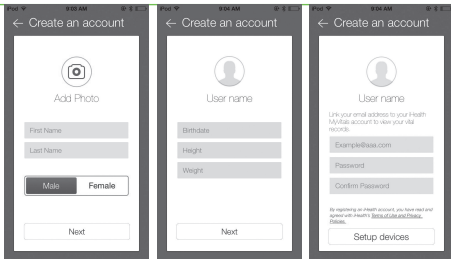 iPod 9:03 AM
← Create an account
Add Photo
First Name
Last Name
Male Female
Next
iPod 9:04 AM
← Create an account
User name
Birthdate
Height
Weight
Next
iPod 9:04 AM
← Create an account
User name
Link your email address to your iHealth
MyVitals account to view your vital
records.
Example@aaa.com
Password
Confirm Password
By registering an iHealth account, you have read and
agreed with iHealth's Terms of Use and Privacy
Policies.
Setup devices